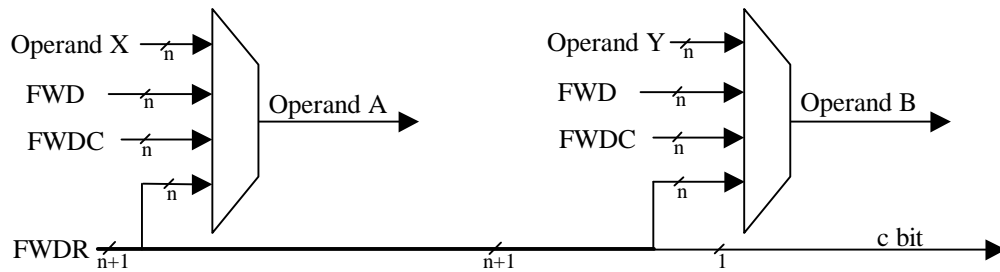 Operand X
n
FWD
n
FWDC
n
n
Operand A
Operand Y
n
FWD
n
FWDC
n
n
Operand B
FWDR
n+1
n+1
1
c bit